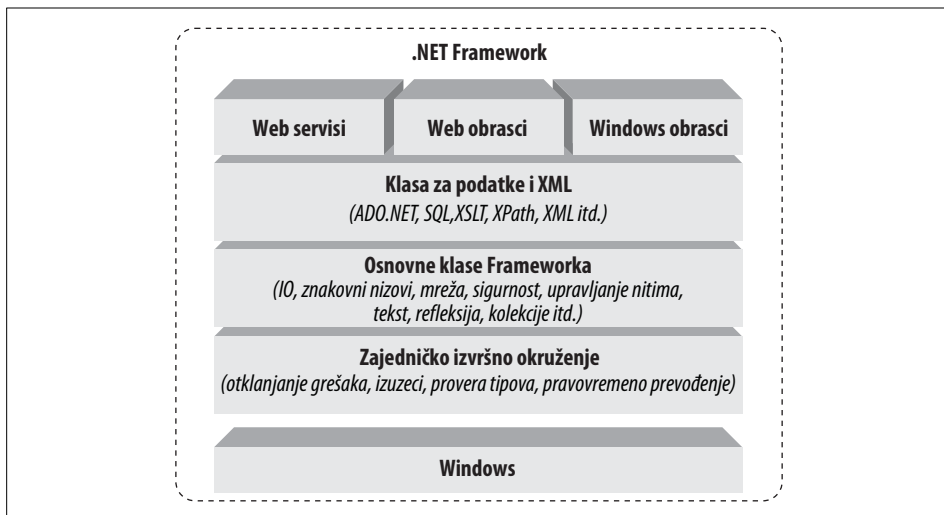 .NET Framework
Web servisi
Web obrasci
Windows obrasci
Klasa za podatke i XML
(ADO.NET, SQL,XSLT, XPath, XML itd.)
Osnovne klase Frameworka
(IO, znakovni nizovi, mreža, sigurnost, upravljanje nitima,
tekst, refleksija, kolekcije itd.)
Zajedničko izvršno okruženje
(otklanjanje grešaka, izuzeci, provera tipova, pravovremeno prevođenje)
Windows